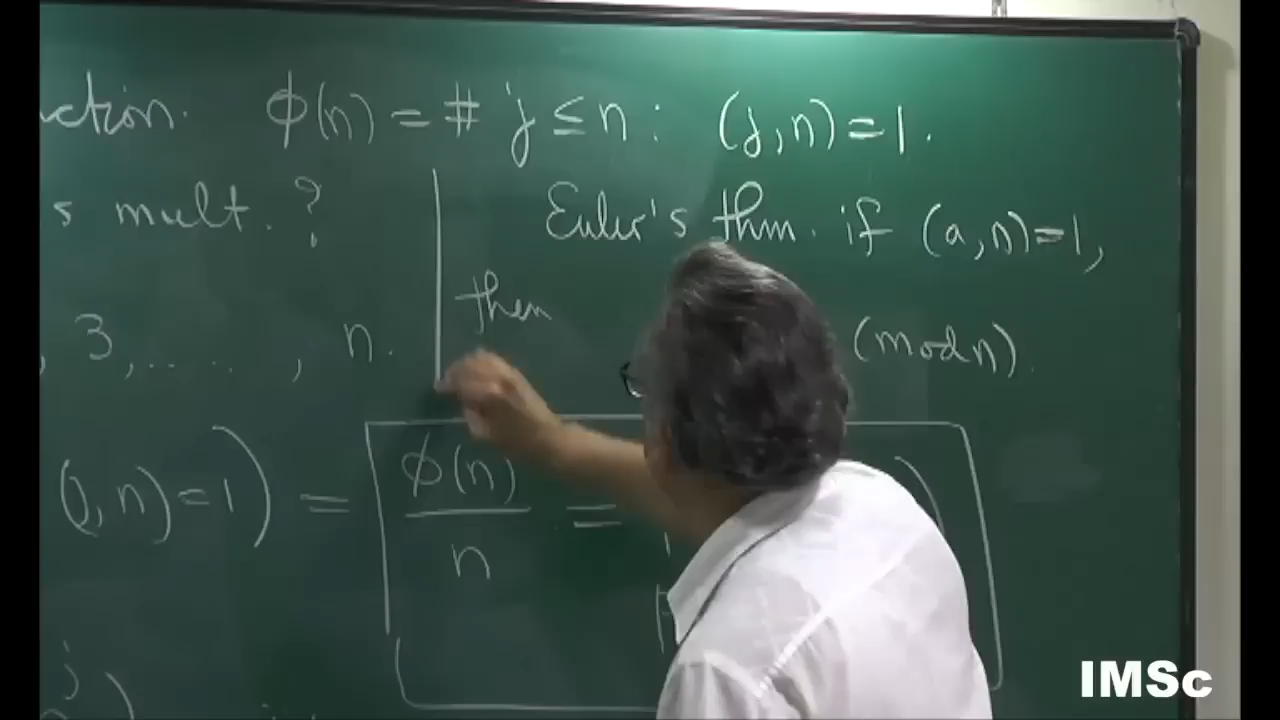 ction. φ(n) = # j ≤ n : (j, n) = 1.
s mult. ?
Euler's thm. if (a, n) = 1,
then (mod n).
, 3, ..... , n.
(j, n) = 1) = φ(n)/n =
j
IMSc